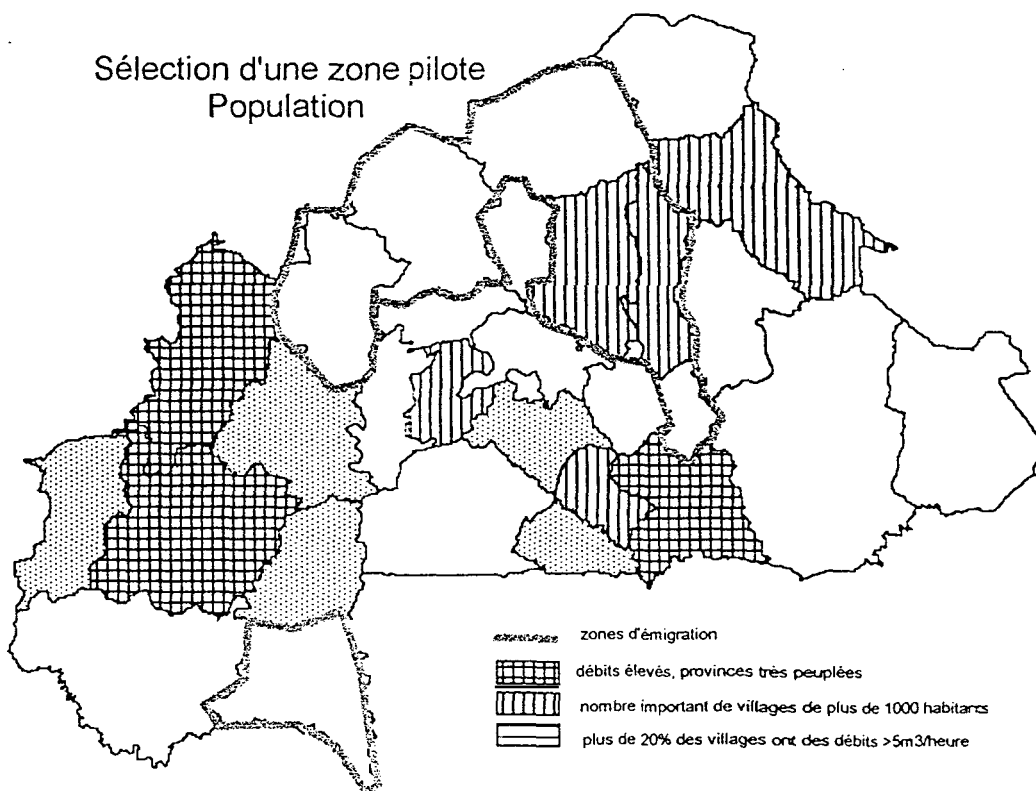 Sélection d'une zone pilote
Population
zones d'émigration
débits élevés, provinces très peuplées
nombre important de villages de plus de 1000 habitants
plus de 20% des villages ont des débits >5m3/heure